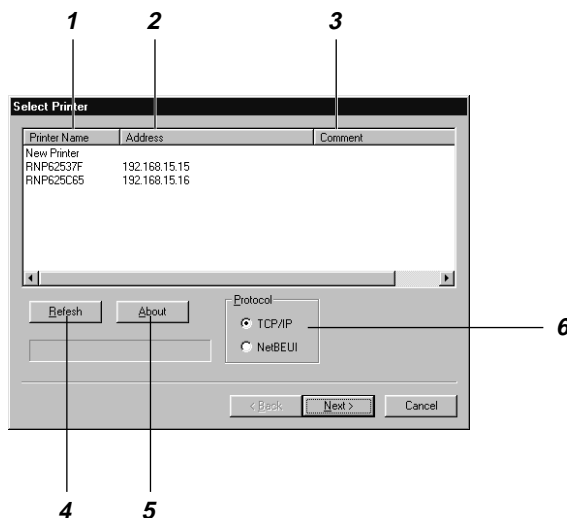 1 2 3
Select Printer
Printer Name Address Comment
New Printer
RNP62537F 192.168.15.15
RNP625C65 192.168.15.16
Refesh About Protocol
TCP/IP
6
NetBEUI
< Back Next > Cancel
4 5